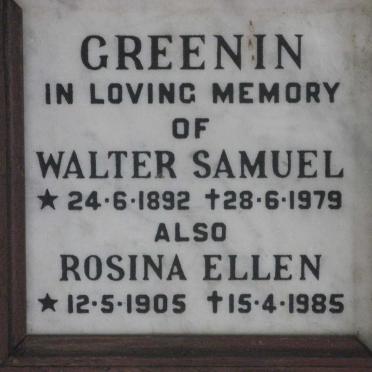 GREENIN
IN LOVING MEMORY
OF
WALTER SAMUEL
★ 24·6·1892 †28·6·1979
ALSO
ROSINA ELLEN
★ 12·5·1905 †15·4·1985